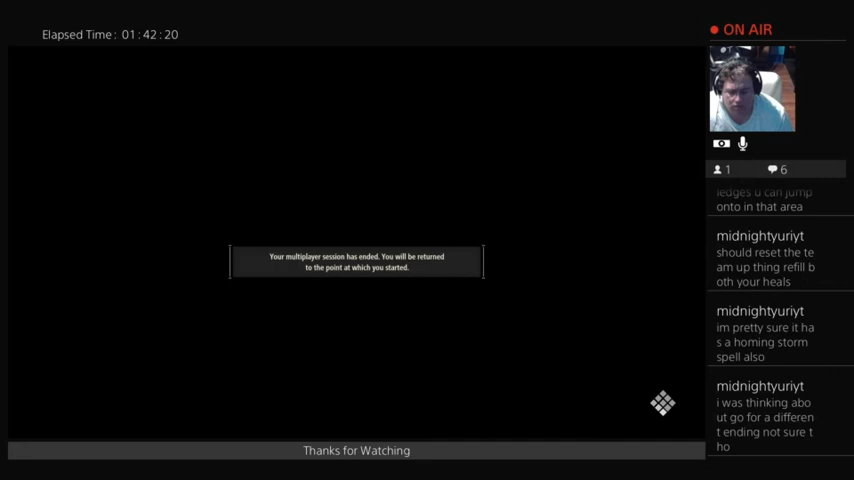 Elapsed Time: 01:42:20
ON AIR
1 6
ledges u can jump
onto in that area
midnightyuriyt
should reset the te
am up thing refill b
oth your heals
midnightyuriyt
im pretty sure it ha
s a homing storm
spell also
midnightyuriyt
i was thinking abo
ut go for a differen
t ending not sure t
ho
Your multiplayer session has ended. You will be returned
to the point at which you started.
Thanks for Watching